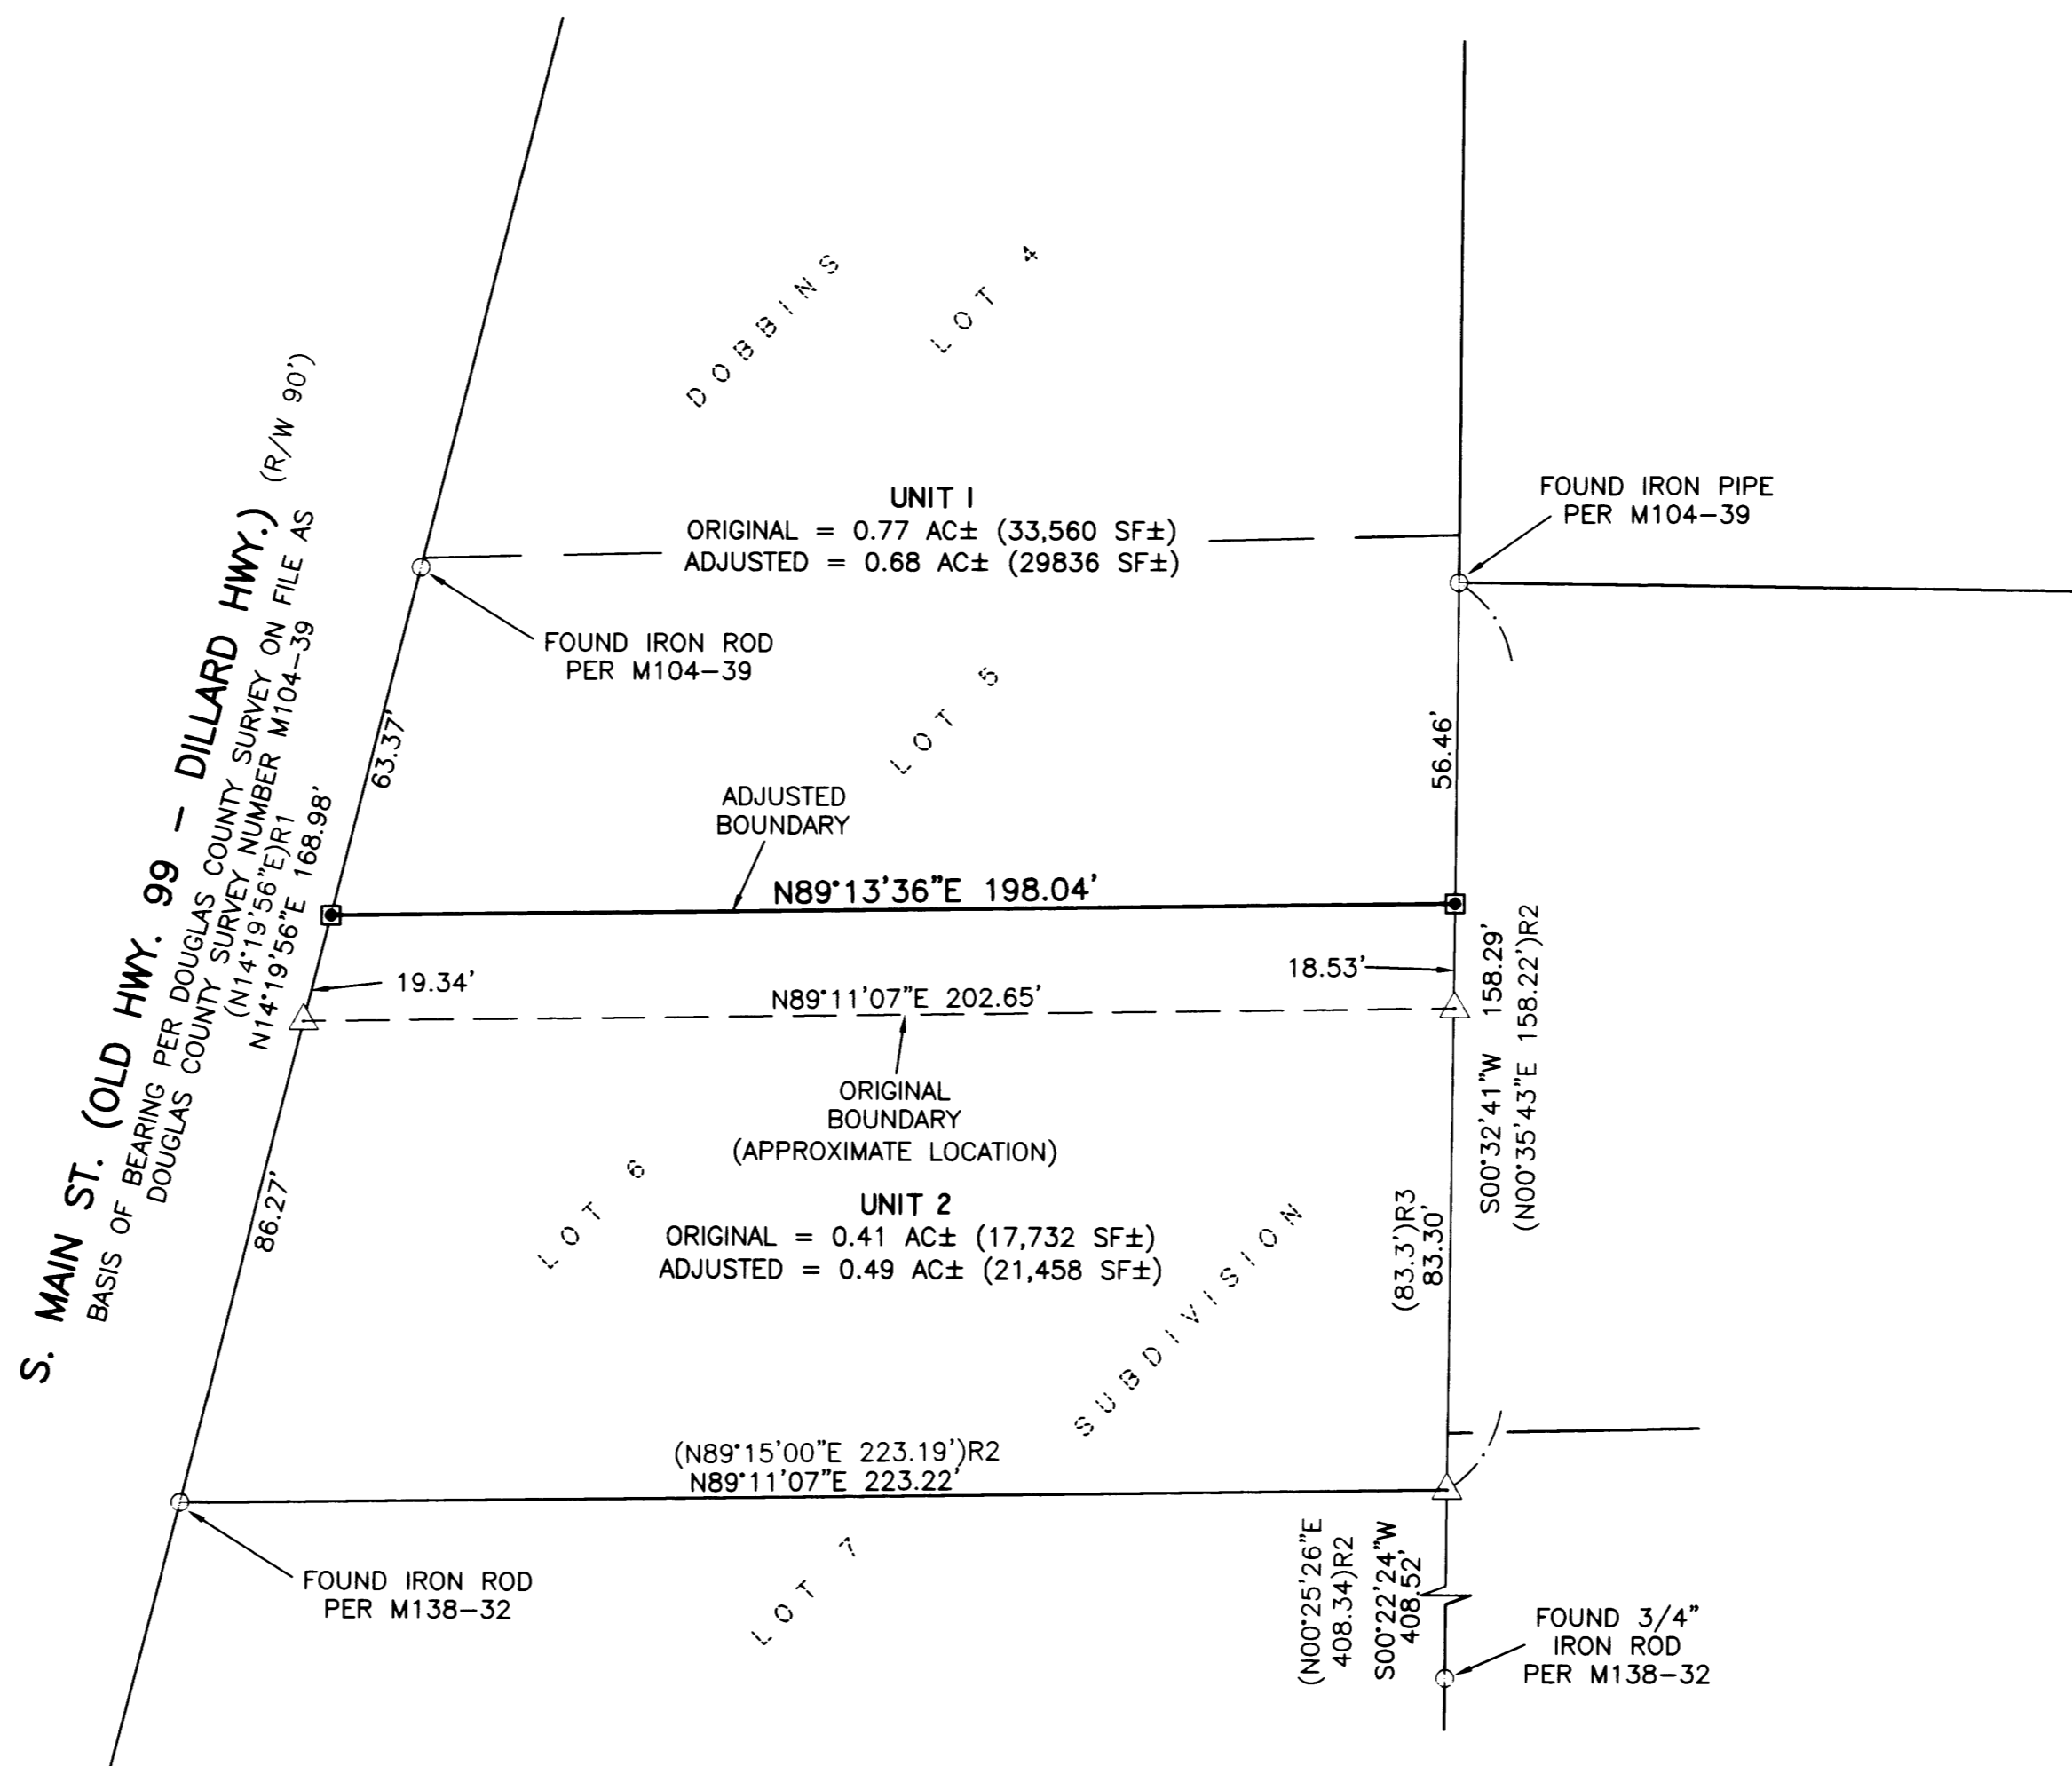 DOBBINS
LOT 4
UNIT 1
ORIGINAL = 0.77 AC± (33,560 SF±)
ADJUSTED = 0.68 AC± (29836 SF±)
FOUND IRON PIPE
PER M104-39
FOUND IRON ROD
PER M104-39
LOT 5
S. MAIN ST. (OLD HWY. 99 - DILLARD HWY.) (R/W 90')
BASIS OF BEARING PER DOUGLAS COUNTY SURVEY ON FILE AS
DOUGLAS COUNTY SURVEY NUMBER M104-39
(N14°19'56"E)R1
N14°19'56"E 168.98'
63.37'
56.46'
ADJUSTED
BOUNDARY
N89°13'36"E 198.04'
19.34'
18.53'
N89°11'07"E 202.65'
S00°32'41"W 158.29'
(N00°35'43"E 158.22')R2
ORIGINAL
BOUNDARY
(APPROXIMATE LOCATION)
LOT 6
86.27'
UNIT 2
ORIGINAL = 0.41 AC± (17,732 SF±)
ADJUSTED = 0.49 AC± (21,458 SF±)
(83.3')R3
83.30'
SUBDIVISION
(N89°15'00"E 223.19')R2
N89°11'07"E 223.22'
LOT 7
FOUND IRON ROD
PER M138-32
(N00°25'26"E
408.34)R2
S00°22'24"W
408.52'
FOUND 3/4"
IRON ROD
PER M138-32